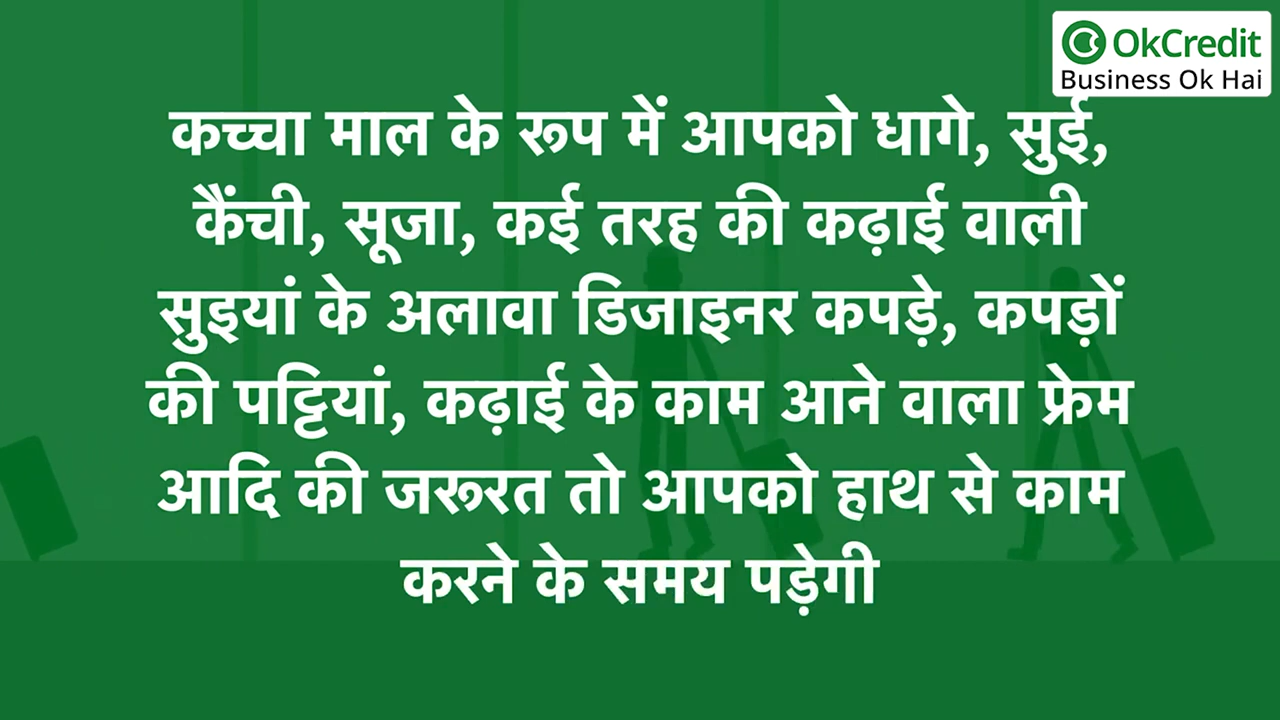 OkCredit
Business Ok Hai
कच्चा माल के रूप में आपको धागे, सुई,
कैंची, सूजा, कई तरह की कढ़ाई वाली
सुइयां के अलावा डिजाइनर कपड़े, कपड़ों
की पट्टियां, कढ़ाई के काम आने वाला फ्रेम
आदि की जरूरत तो आपको हाथ से काम
करने के समय पड़ेगी